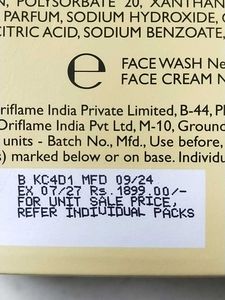 N, POLYSORBATE 20, XANTHAN
PARFUM, SODIUM HYDROXIDE,
CITRIC ACID, SODIUM BENZOATE,
e FACE WASH Ne
FACE CREAM N
riflame India Private Limited, B-44, Pl
Oriflame India Pvt Ltd, M-10, Ground
units - Batch No., Mfd., Use before,
s) marked below or on base. Individu
B KC4D1 MFD 09/24
EX 07/27 Rs.1899.00/-
FOR UNIT SALE PRICE,
REFER INDIVIDUAL PACKS